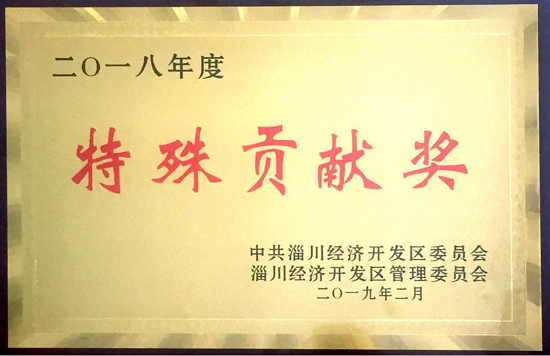 二〇一八年度
特殊贡献奖
中共淄川经济开发区委员会
淄川经济开发区管理委员会
二〇一九年二月